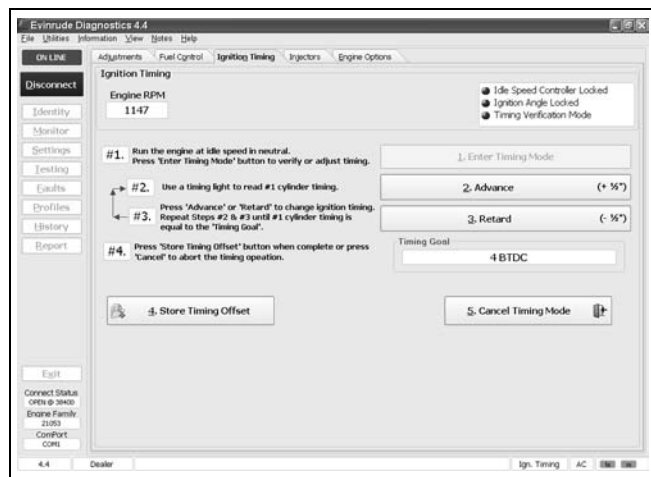 Evinrude Diagnostics 4.4
File Utilities Information View Notes Help
ON LINE
Adjustments Fuel Control Ignition Timing Injectors Engine Options
Disconnect
Identity
Monitor
Settings
Testing
Faults
Profiles
History
Report
Exit
Connect Status
OPEN @ 38400
Engine Family
21053
ComPort
COM1
Ignition Timing
Engine RPM
1147
Idle Speed Controller Locked
Ignition Angle Locked
Timing Verification Mode
#1. Run the engine at idle speed in neutral.
Press 'Enter Timing Mode' button to verify or adjust timing.
1. Enter Timing Mode
#2. Use a timing light to read #1 cylinder timing.
2. Advance (+ ½°)
#3. Press 'Advance' or 'Retard' to change ignition timing.
Repeat Steps #2 & #3 until #1 cylinder timing is
equal to the 'Timing Goal'.
3. Retard (- ½°)
#4. Press 'Store Timing Offset' button when complete or press
'Cancel' to abort the timing opeation.
Timing Goal
4 BTDC
4. Store Timing Offset
5. Cancel Timing Mode
4.4 Dealer Ign. Timing AC